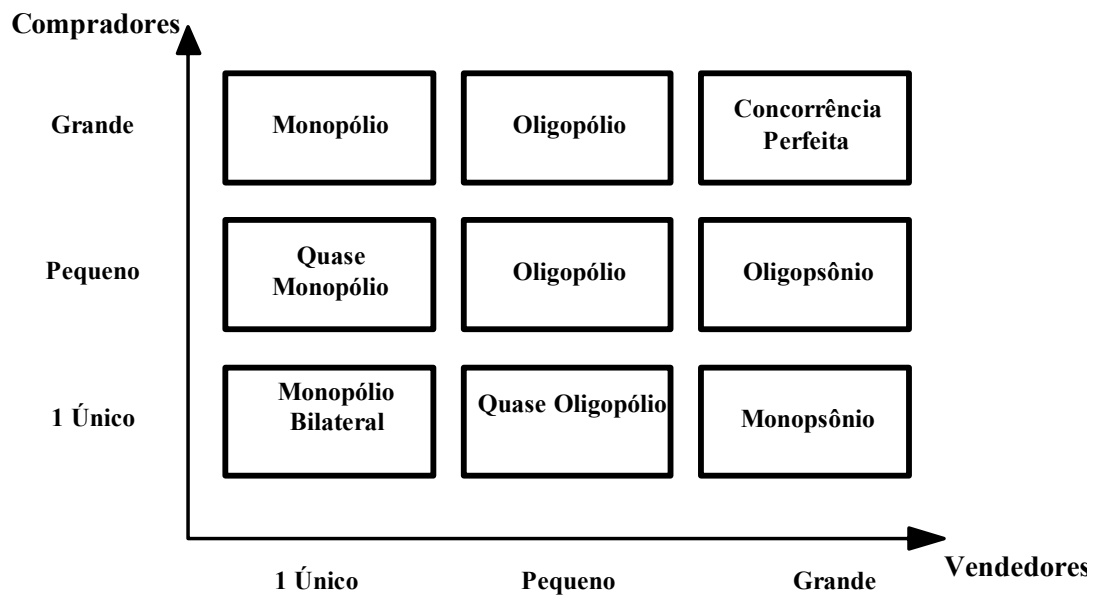 Compradores
Grande
Monopólio
Oligopólio
Concorrência
Perfeita
Pequeno
Quase
Monopólio
Oligopólio
Oligopsônio
1 Único
Monopólio
Bilateral
Quase Oligopólio
Monopsônio
Vendedores
1 Único
Pequeno
Grande